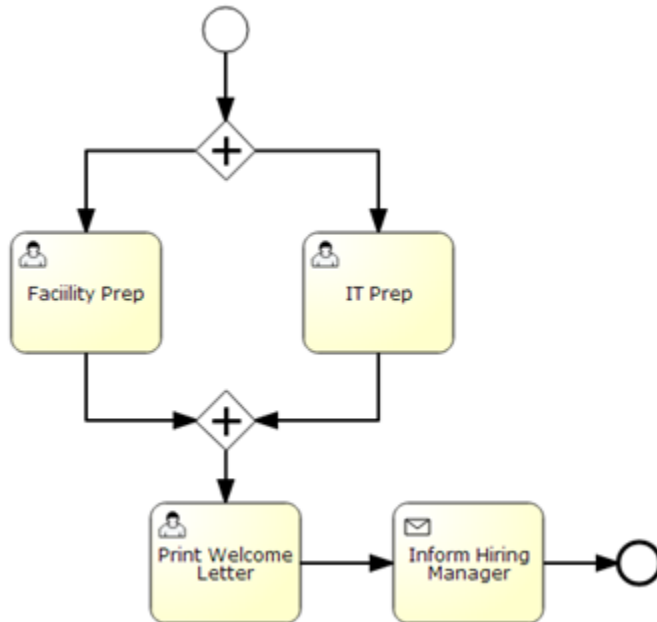 Faciility Prep
IT Prep
Print Welcome
Letter
Inform Hiring
Manager